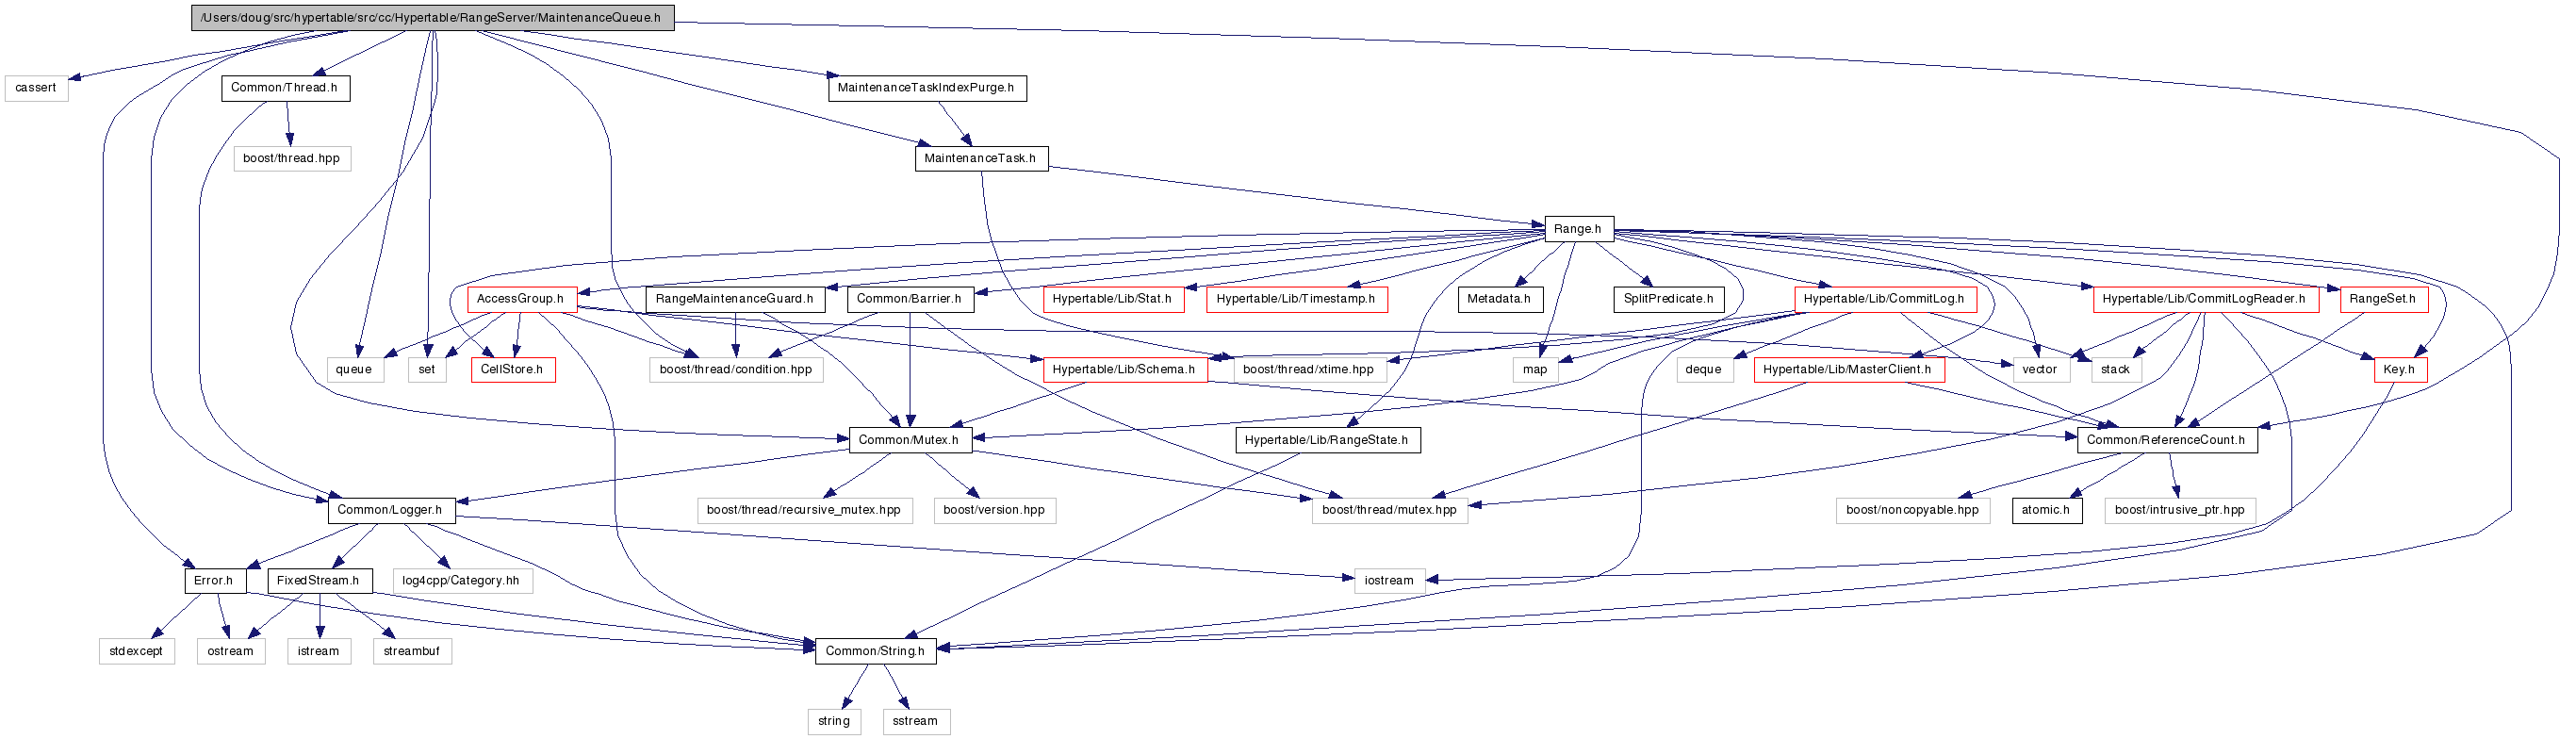 /Users/doug/src/hypertable/src/cc/Hypertable/RangeServer/MaintenanceQueue.h
cassert
Common/Thread.h
MaintenanceTaskIndexPurge.h
boost/thread.hpp
MaintenanceTask.h
Range.h
AccessGroup.h
RangeMaintenanceGuard.h
Common/Barrier.h
Hypertable/Lib/Stat.h
Hypertable/Lib/Timestamp.h
Metadata.h
SplitPredicate.h
Hypertable/Lib/CommitLog.h
Hypertable/Lib/CommitLogReader.h
RangeSet.h
queue
set
CellStore.h
boost/thread/condition.hpp
Hypertable/Lib/Schema.h
boost/thread/xtime.hpp
map
deque
Hypertable/Lib/MasterClient.h
vector
stack
Key.h
Common/Mutex.h
Hypertable/Lib/RangeState.h
Common/ReferenceCount.h
Common/Logger.h
boost/thread/recursive_mutex.hpp
boost/version.hpp
boost/thread/mutex.hpp
boost/noncopyable.hpp
atomic.h
boost/intrusive_ptr.hpp
Error.h
FixedStream.h
log4cpp/Category.hh
iostream
stdexcept
ostream
istream
streambuf
Common/String.h
string
sstream